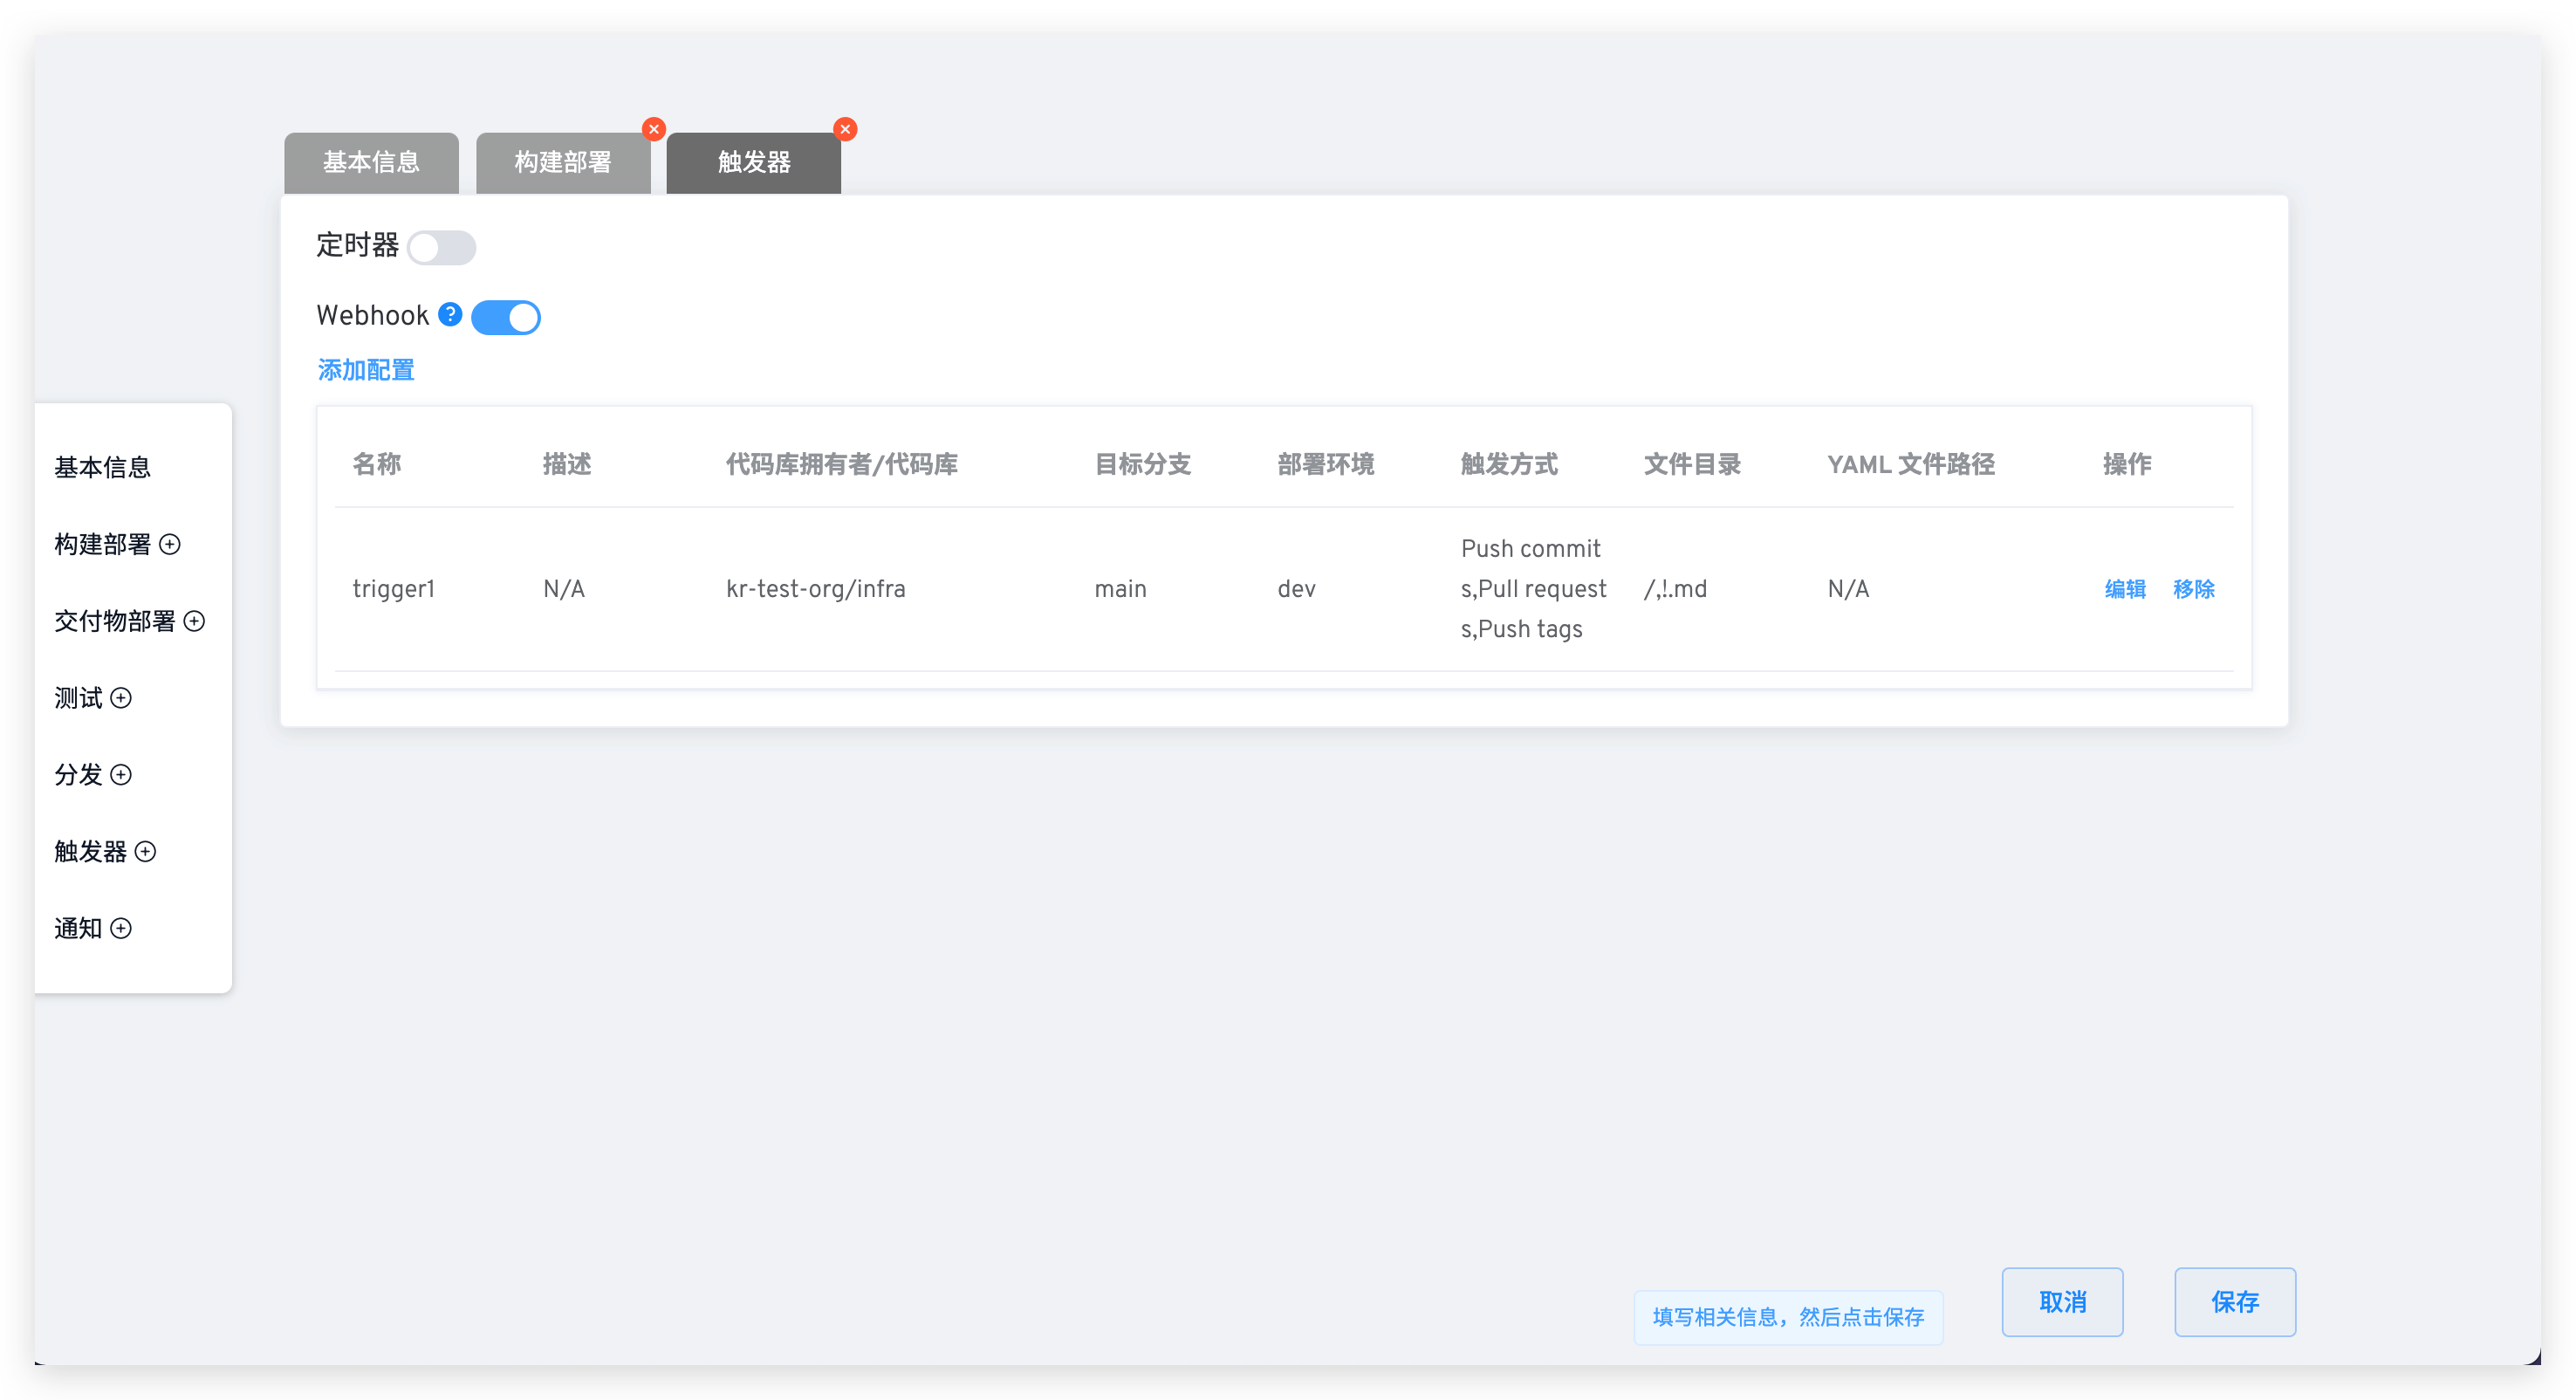 基本信息
构建部署
触发器
定时器
Webhook ?
添加配置
名称 描述 代码库拥有者/代码库 目标分支 部署环境 触发方式 文件目录 YAML 文件路径 操作
trigger1 N/A kr-test-org/infra main dev Push commits,Pull requests,Push tags /,!.md N/A 编辑 移除
基本信息
构建部署
交付物部署
测试
分发
触发器
通知
填写相关信息，然后点击保存
取消
保存